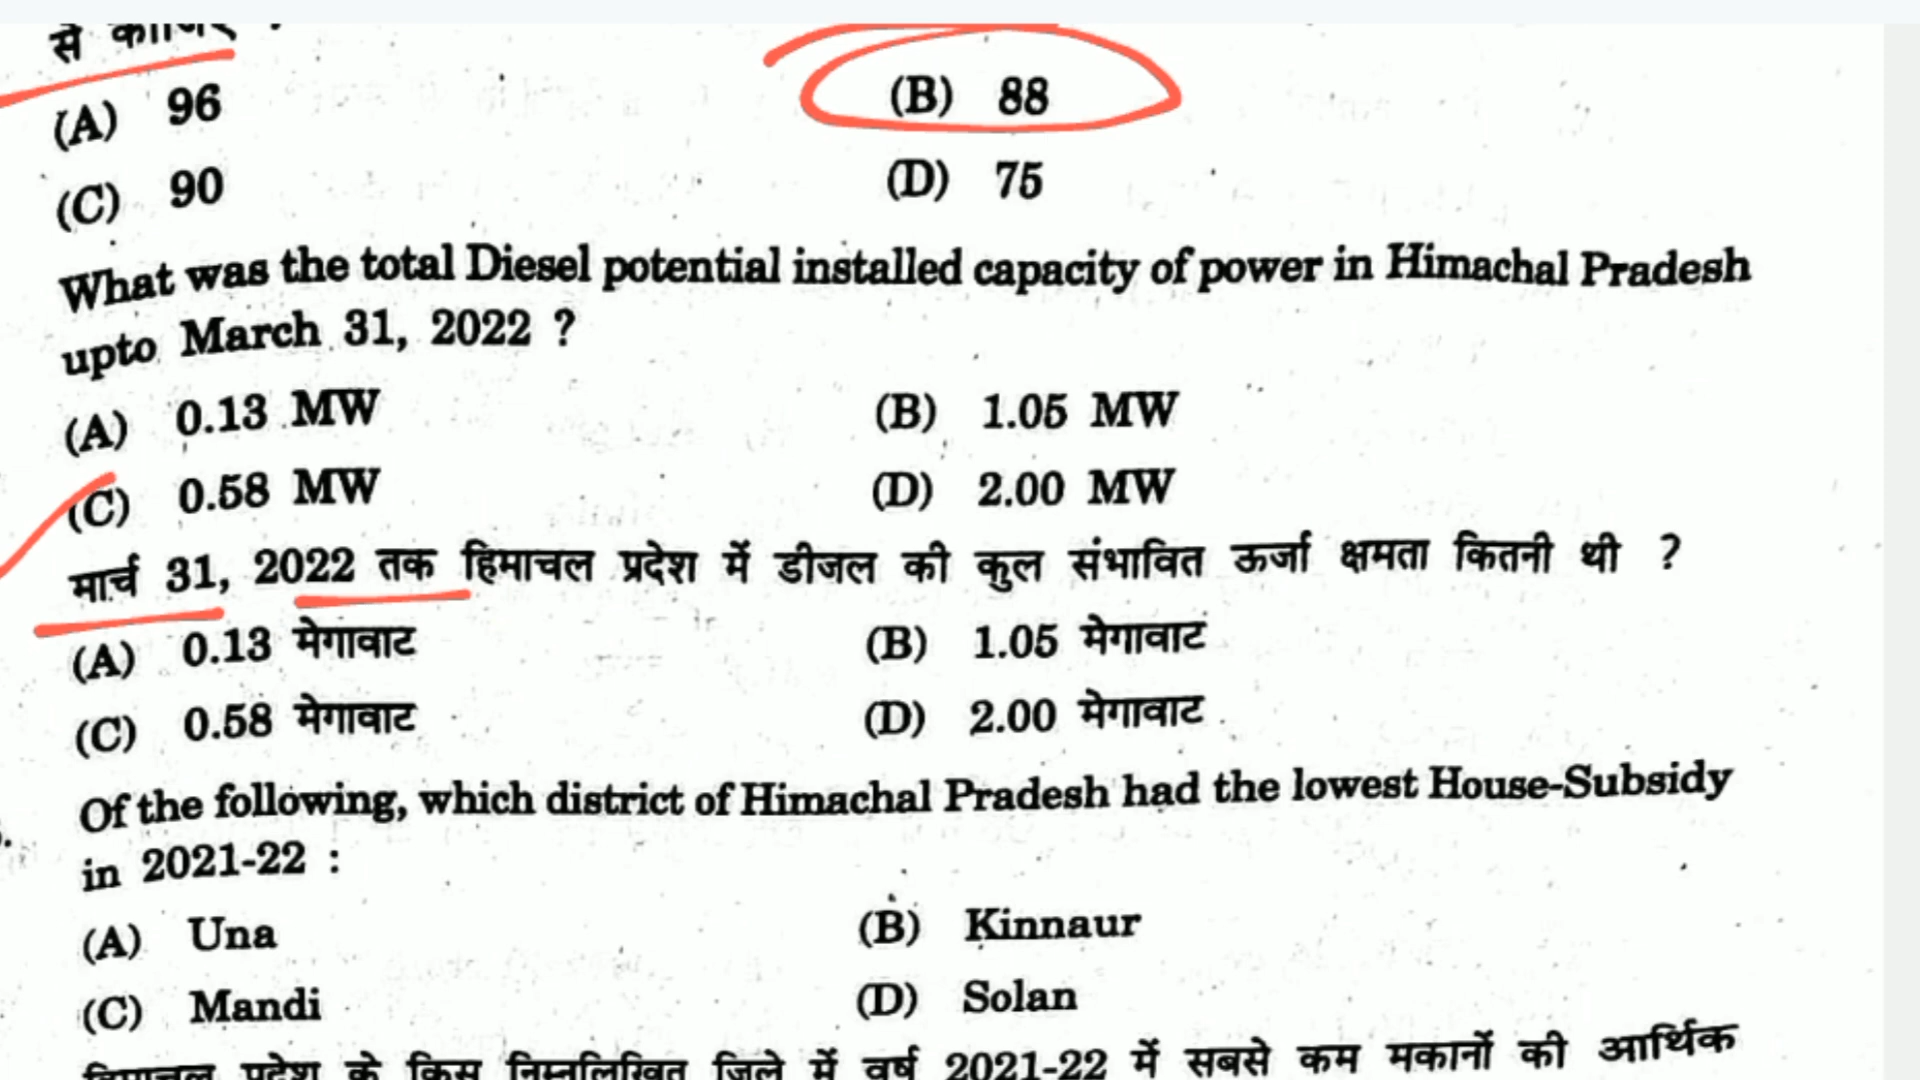 से कीजिए :
(A) 96 (B) 88
(C) 90 (D) 75
What was the total Diesel potential installed capacity of power in Himachal Pradesh
upto March 31, 2022 ?
(A) 0.13 MW (B) 1.05 MW
(C) 0.58 MW (D) 2.00 MW
मार्च 31, 2022 तक हिमाचल प्रदेश में डीजल की कुल संभावित ऊर्जा क्षमता कितनी थी ?
(A) 0.13 मेगावाट (B) 1.05 मेगावाट
(C) 0.58 मेगावाट (D) 2.00 मेगावाट
Of the following, which district of Himachal Pradesh had the lowest House-Subsidy
in 2021-22 :
(A) Una (B) Kinnaur
(C) Mandi (D) Solan
हिमाचल प्रदेश के किस निम्नलिखित जिले में वर्ष 2021-22 में सबसे कम मकानों की आर्थिक